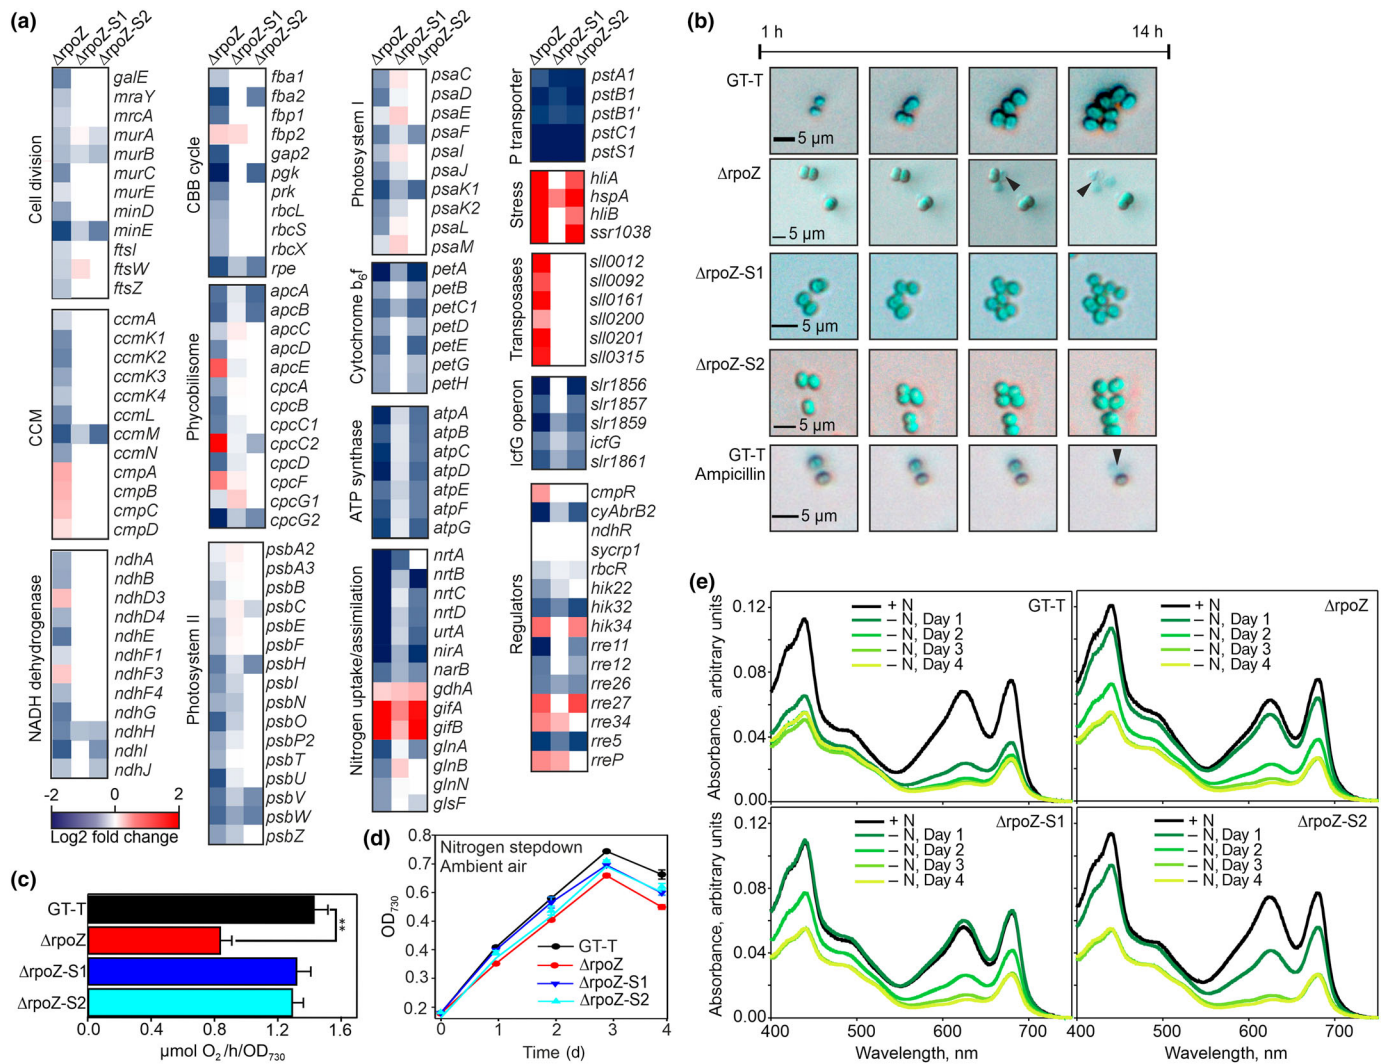 (a)
ΔrpoZ
ΔrpoZ-S1
ΔrpoZ-S2
Cell division
galE
mraY
mrcA
murA
murB
murC
murE
minD
minE
ftsI
ftsW
ftsZ
CCM
ccmA
ccmK1
ccmK2
ccmK3
ccmK4
ccmL
ccmM
ccmN
cmpA
cmpB
cmpC
cmpD
NADH dehydrogenase
ndhA
ndhB
ndhD3
ndhD4
ndhE
ndhF1
ndhF3
ndhF4
ndhG
ndhH
ndhI
ndhJ
-2 0 2
Log2 fold change
ΔrpoZ
ΔrpoZ-S1
ΔrpoZ-S2
CBB cycle
fba1
fba2
fbp1
fbp2
gap2
pgk
prk
rbcL
rbcS
rbcX
rpe
Phycobilisome
apcA
apcB
apcC
apcD
apcE
cpcA
cpcB
cpcC1
cpcC2
cpcD
cpcF
cpcG1
cpcG2
Photosystem II
psbA2
psbA3
psbB
psbC
psbE
psbF
psbH
psbI
psbN
psbO
psbP2
psbT
psbU
psbV
psbW
psbZ
ΔrpoZ
ΔrpoZ-S1
ΔrpoZ-S2
Photosystem I
psaC
psaD
psaE
psaF
psaI
psaJ
psaK1
psaK2
psaL
psaM
Cytochrome b6f
petA
petB
petC1
petD
petE
petG
petH
ATP synthase
atpA
atpB
atpC
atpD
atpE
atpF
atpG
Nitrogen uptake/assimilation
nrtA
nrtB
nrtC
nrtD
urtA
nirA
narB
gdhA
gifA
gifB
glnA
glnB
glnN
glsF
ΔrpoZ
ΔrpoZ-S1
ΔrpoZ-S2
P transporter
pstA1
pstB1
pstB1'
pstC1
pstS1
Stress
hliA
hspA
hliB
ssr1038
Transposases
sll0012
sll0092
sll0161
sll0200
sll0201
sll0315
IcfG operon
slr1856
slr1857
slr1859
icfG
slr1861
Regulators
cmpR
cyAbrB2
ndhR
sycrp1
rbcR
hik22
hik32
hik34
rre11
rre12
rre26
rre27
rre34
rre5
rreP
(b)
1 h 14 h
GT-T
5 µm
ΔrpoZ
5 µm
ΔrpoZ-S1
5 µm
ΔrpoZ-S2
5 µm
GT-T
Ampicillin
5 µm
(c)
GT-T
ΔrpoZ
ΔrpoZ-S1
ΔrpoZ-S2
**
0.0 0.4 0.8 1.2 1.6
µmol O2/h/OD730
(d)
Nitrogen stepdown
Ambient air
OD730
0.8
0.7
0.6
0.5
0.4
0.3
0.2
GT-T
ΔrpoZ
ΔrpoZ-S1
ΔrpoZ-S2
0 1 2 3 4
Time (d)
(e)
Absorbance, arbitrary units
0.12
0.08
0.04
0.00
GT-T
+ N
– N, Day 1
– N, Day 2
– N, Day 3
– N, Day 4
ΔrpoZ
+ N
– N, Day 1
– N, Day 2
– N, Day 3
– N, Day 4
Absorbance, arbitrary units
0.12
0.08
0.04
0.00
ΔrpoZ-S1
+ N
– N, Day 1
– N, Day 2
– N, Day 3
– N, Day 4
400 500 600 700
Wavelength, nm
ΔrpoZ-S2
+ N
– N, Day 1
– N, Day 2
– N, Day 3
– N, Day 4
400 500 600 700
Wavelength, nm